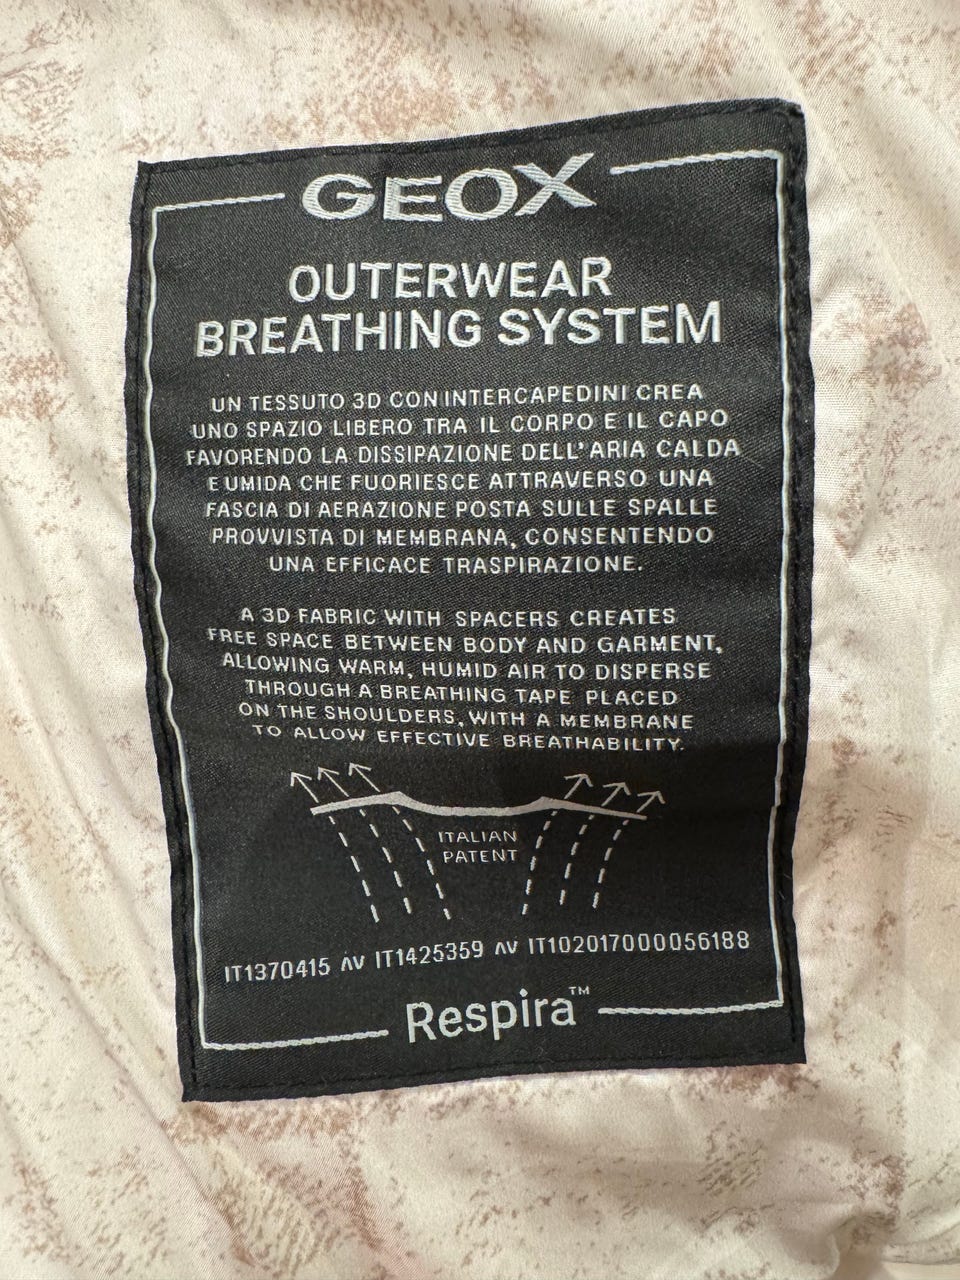 GEOX
OUTERWEAR
BREATHING SYSTEM
UN TESSUTO 3D CON INTERCAPEDINI CREA
UNO SPAZIO LIBERO TRA IL CORPO E IL CAPO
FAVORENDO LA DISSIPAZIONE DELL'ARIA CALDA
E UMIDA CHE FUORIESCE ATTRAVERSO UNA
FASCIA DI AERAZIONE POSTA SULLE SPALLE
PROVVISTA DI MEMBRANA, CONSENTENDO
UNA EFFICACE TRASPIRAZIONE.
A 3D FABRIC WITH SPACERS CREATES
FREE SPACE BETWEEN BODY AND GARMENT,
ALLOWING WARM, HUMID AIR TO DISPERSE
THROUGH A BREATHING TAPE PLACED
ON THE SHOULDERS, WITH A MEMBRANE
TO ALLOW EFFECTIVE BREATHABILITY.
ITALIAN
PATENT
IT1370415 ΛV IT1425359 ΛV IT102017000056188
Respira™